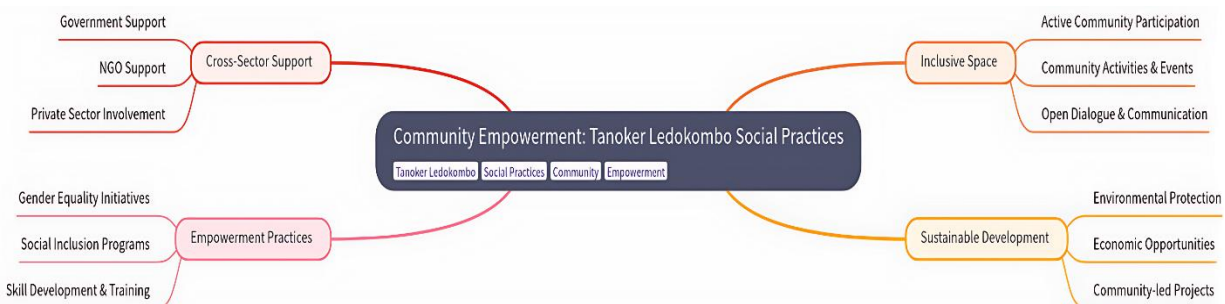 Government Support
NGO Support
Private Sector Involvement
Cross-Sector Support
Gender Equality Initiatives
Social Inclusion Programs
Skill Development & Training
Empowerment Practices
Community Empowerment: Tanoker Ledokombo Social Practices
Tanoker Ledokombo Social Practices Community Empowerment
Inclusive Space
Active Community Participation
Community Activities & Events
Open Dialogue & Communication
Sustainable Development
Environmental Protection
Economic Opportunities
Community-led Projects